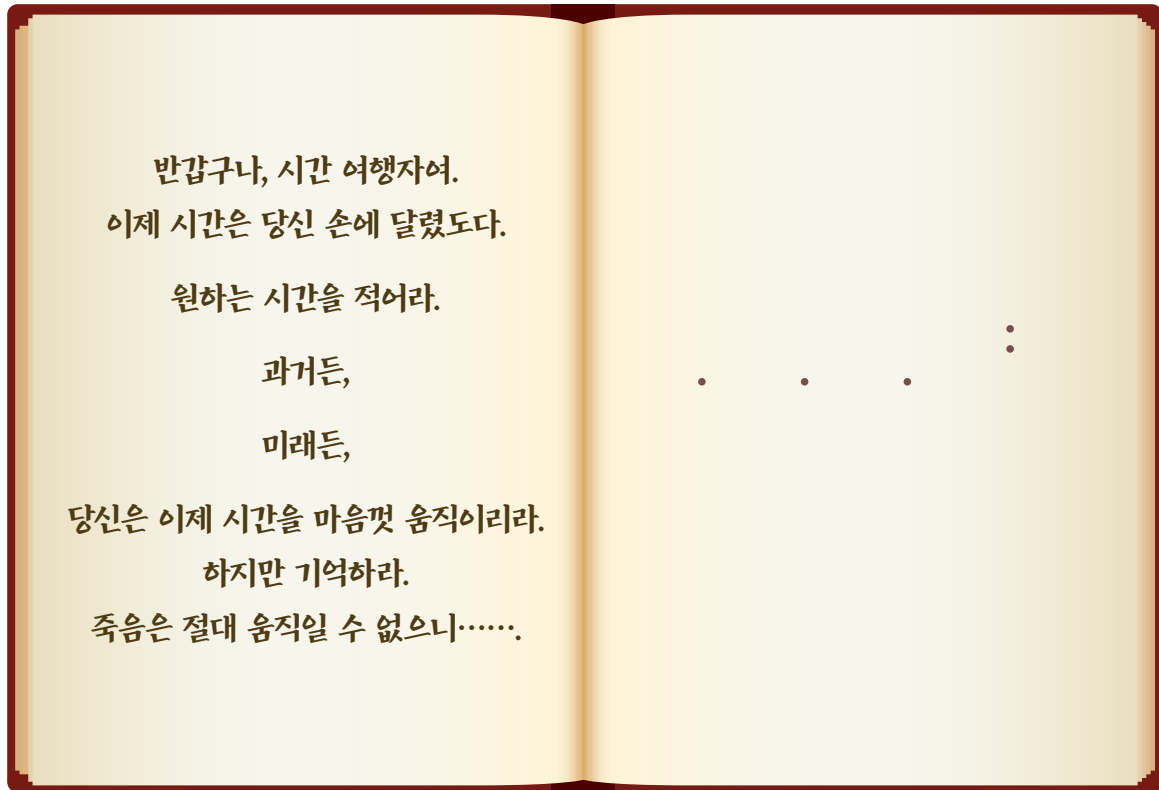 반갑구나, 시간 여행자여.
이제 시간은 당신 손에 달렸도다.
원하는 시간을 적어라.
과거든,
미래든,
당신은 이제 시간을 마음껏 움직이리라.
하지만 기억하라.
죽음은 절대 움직일 수 없으니…….
. . . :